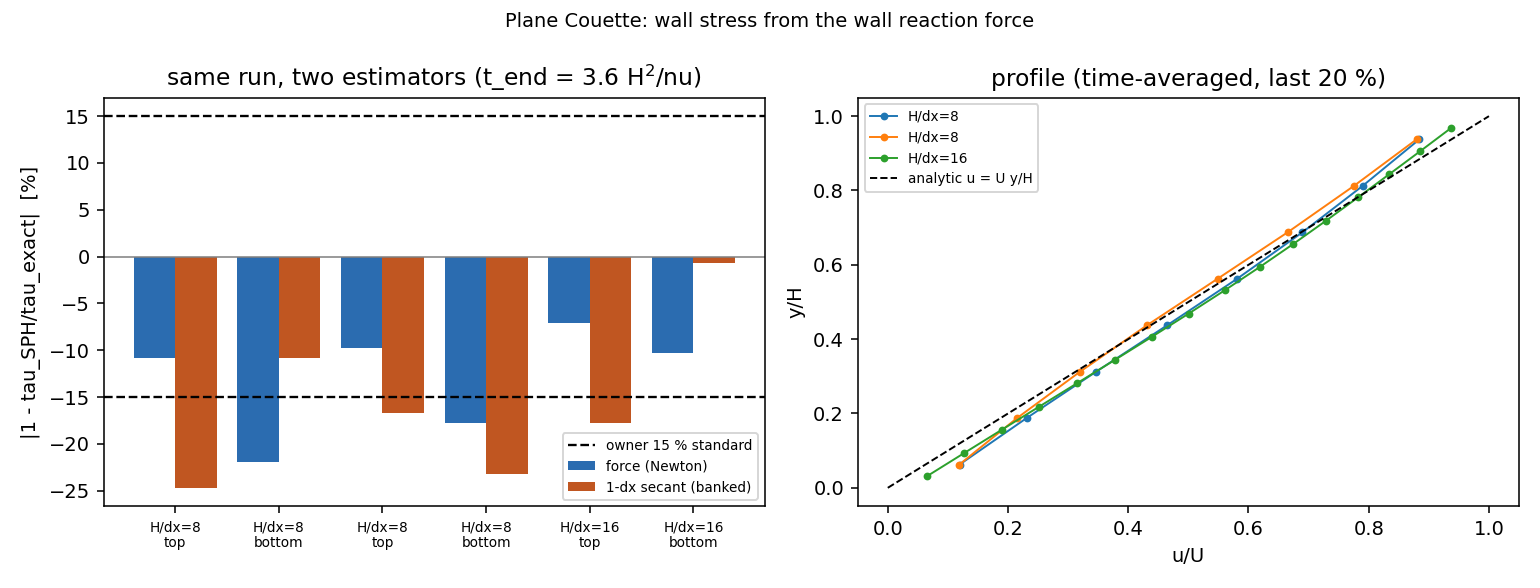 Plane Couette: wall stress from the wall reaction force
same run, two estimators (t_end = 3.6 H²/nu)
|1 - tau_SPH/tau_exact| [%]
15
10
5
0
−5
−10
−15
−20
−25
owner 15 % standard
force (Newton)
1-dx secant (banked)
H/dx=8
top
H/dx=8
bottom
H/dx=8
top
H/dx=8
bottom
H/dx=16
top
H/dx=16
bottom
profile (time-averaged, last 20 %)
H/dx=8
H/dx=8
H/dx=16
analytic u = U y/H
y/H
1.0
0.8
0.6
0.4
0.2
0.0
0.0
0.2
0.4
0.6
0.8
1.0
u/U